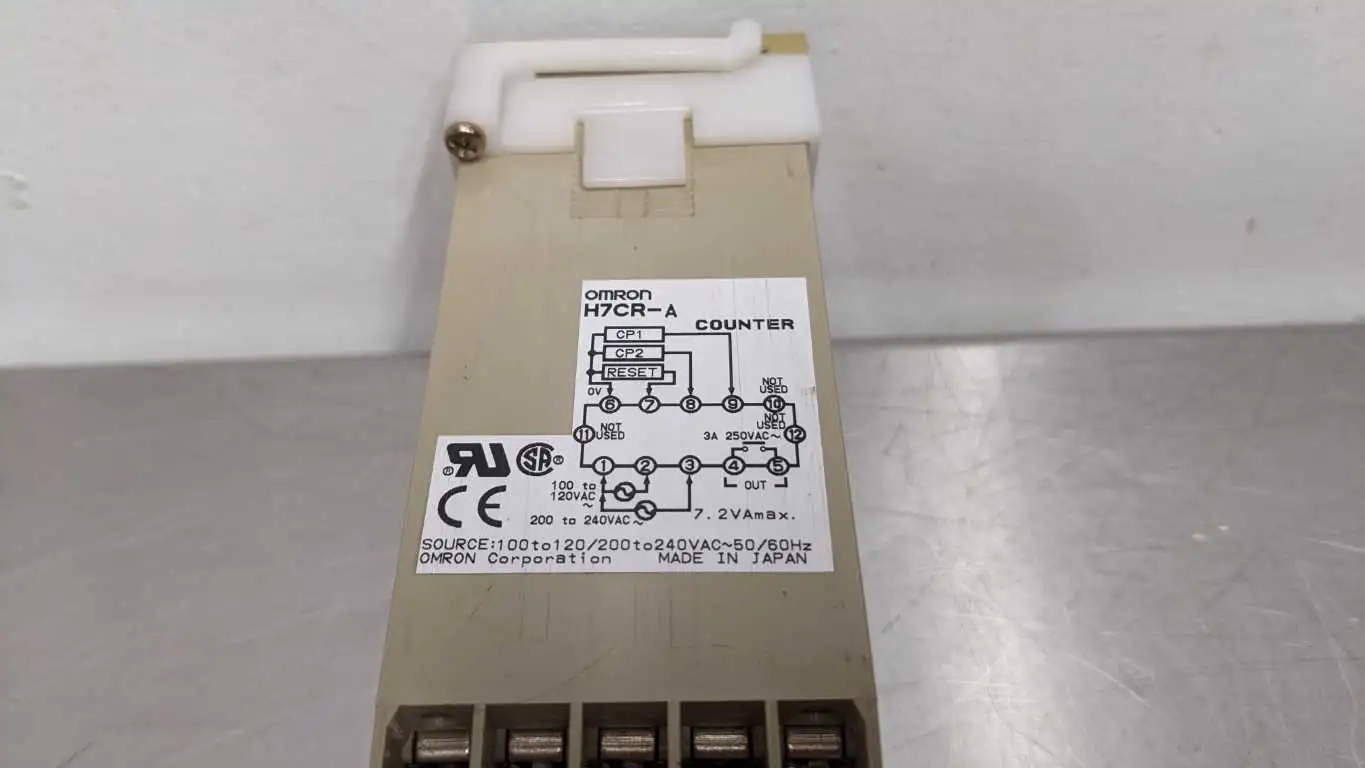 OMRON
H7CR-A
COUNTER
CP1
CP2
RESET
0V
NOT
USED
6 7 8 9 10
NOT
USED
11 NOT
USED
3A 250VAC~ 12
1 2 3 4 5
OUT
100 to
120VAC
~
200 to 240VAC~
7.2VAmax.
® RU SA ®
CE
SOURCE:100to120/200to240VAC~50/60Hz
OMRON Corporation MADE IN JAPAN